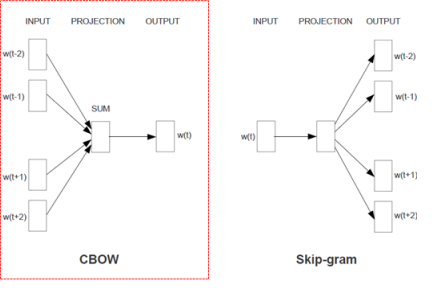 INPUT PROJECTION OUTPUT
w(t-2)
w(t-1)
SUM
w(t)
w(t+1)
w(t+2)
CBOW
INPUT PROJECTION OUTPUT
w(t-2)
w(t-1)
w(t)
w(t+1)
w(t+2)
Skip-gram